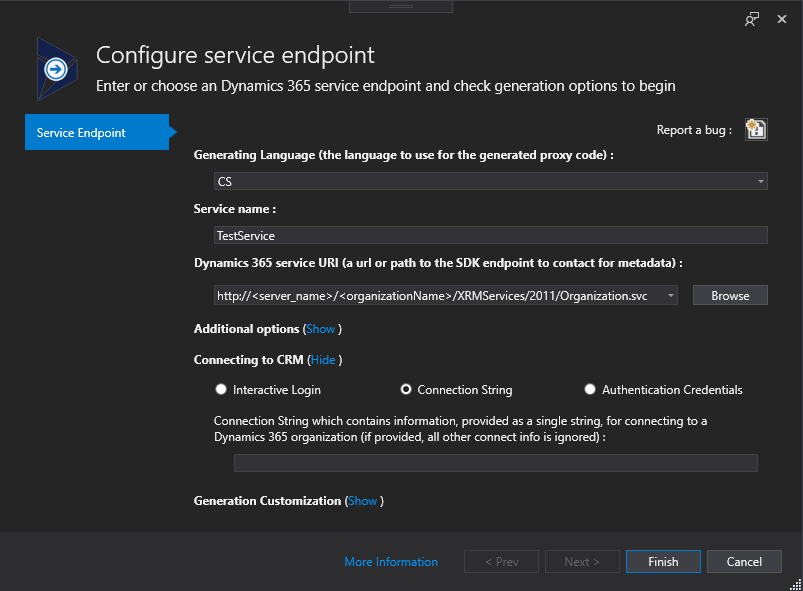 Configure service endpoint
Enter or choose an Dynamics 365 service endpoint and check generation options to begin
Service Endpoint
Report a bug :
Generating Language (the language to use for the generated proxy code) :
CS
Service name :
TestService
Dynamics 365 service URI (a url or path to the SDK endpoint to contact for metadata) :
http://<server_name>/<organizationName>/XRMServices/2011/Organization.svc Browse
Additional options (Show )
Connecting to CRM (Hide )
Interactive Login Connection String Authentication Credentials
Connection String which contains information, provided as a single string, for connecting to a
Dynamics 365 organization (if provided, all other connect info is ignored) :
Generation Customization (Show )
More Information < Prev Next > Finish Cancel